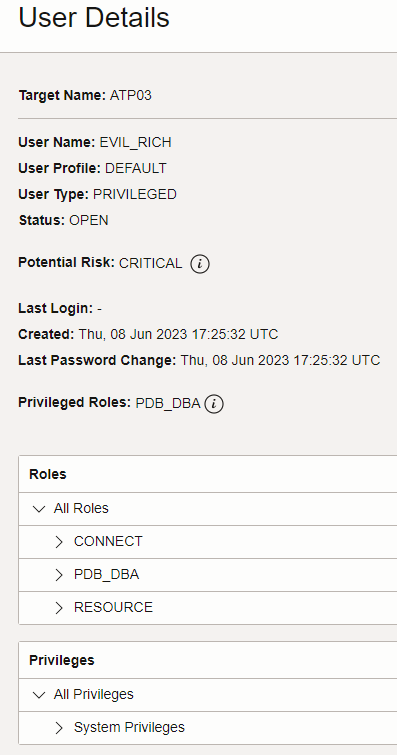 User Details
Target Name: ATP03
User Name: EVIL_RICH
User Profile: DEFAULT
User Type: PRIVILEGED
Status: OPEN
Potential Risk: CRITICAL i
Last Login: -
Created: Thu, 08 Jun 2023 17:25:32 UTC
Last Password Change: Thu, 08 Jun 2023 17:25:32 UTC
Privileged Roles: PDB_DBA i
Roles
All Roles
CONNECT
PDB_DBA
RESOURCE
Privileges
All Privileges
System Privileges